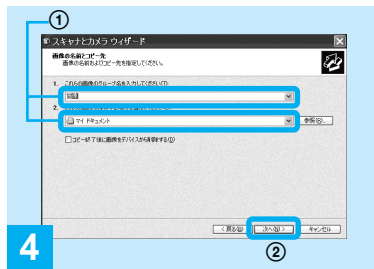 ①
スキャナとカメラ ウィザード
画像の名前とコピー先
画像の名前およびコピー先を指定してください。
1. この画像のグループ名を入力してください(T).
2.
マイ ドキュメント
参照(R)...
コピー終了後に画像をデバイスから削除する(D)
< 戻る(B)
次へ(N) >
キャンセル
4
②